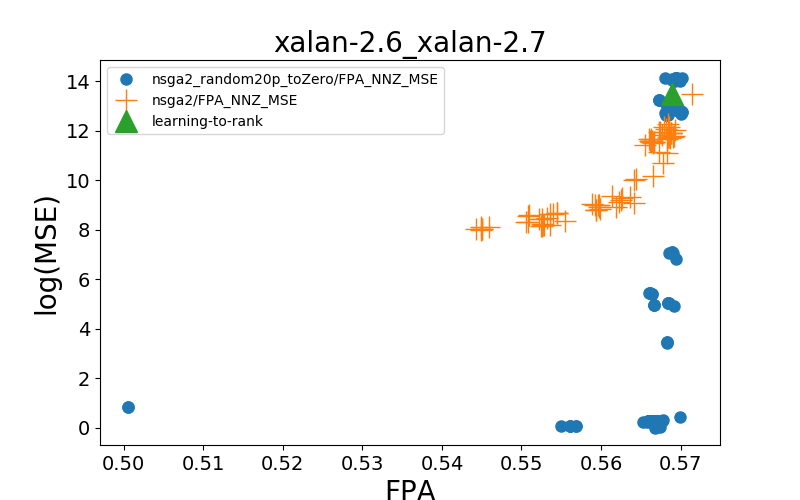 xalan-2.6_xalan-2.7
nsga2_random20p_toZero/FPA_NNZ_MSE
nsga2/FPA_NNZ_MSE
learning-to-rank
log(MSE)
14
12
10
8
6
4
2
0
0.50 0.51 0.52 0.53 0.54 0.55 0.56 0.57
FPA